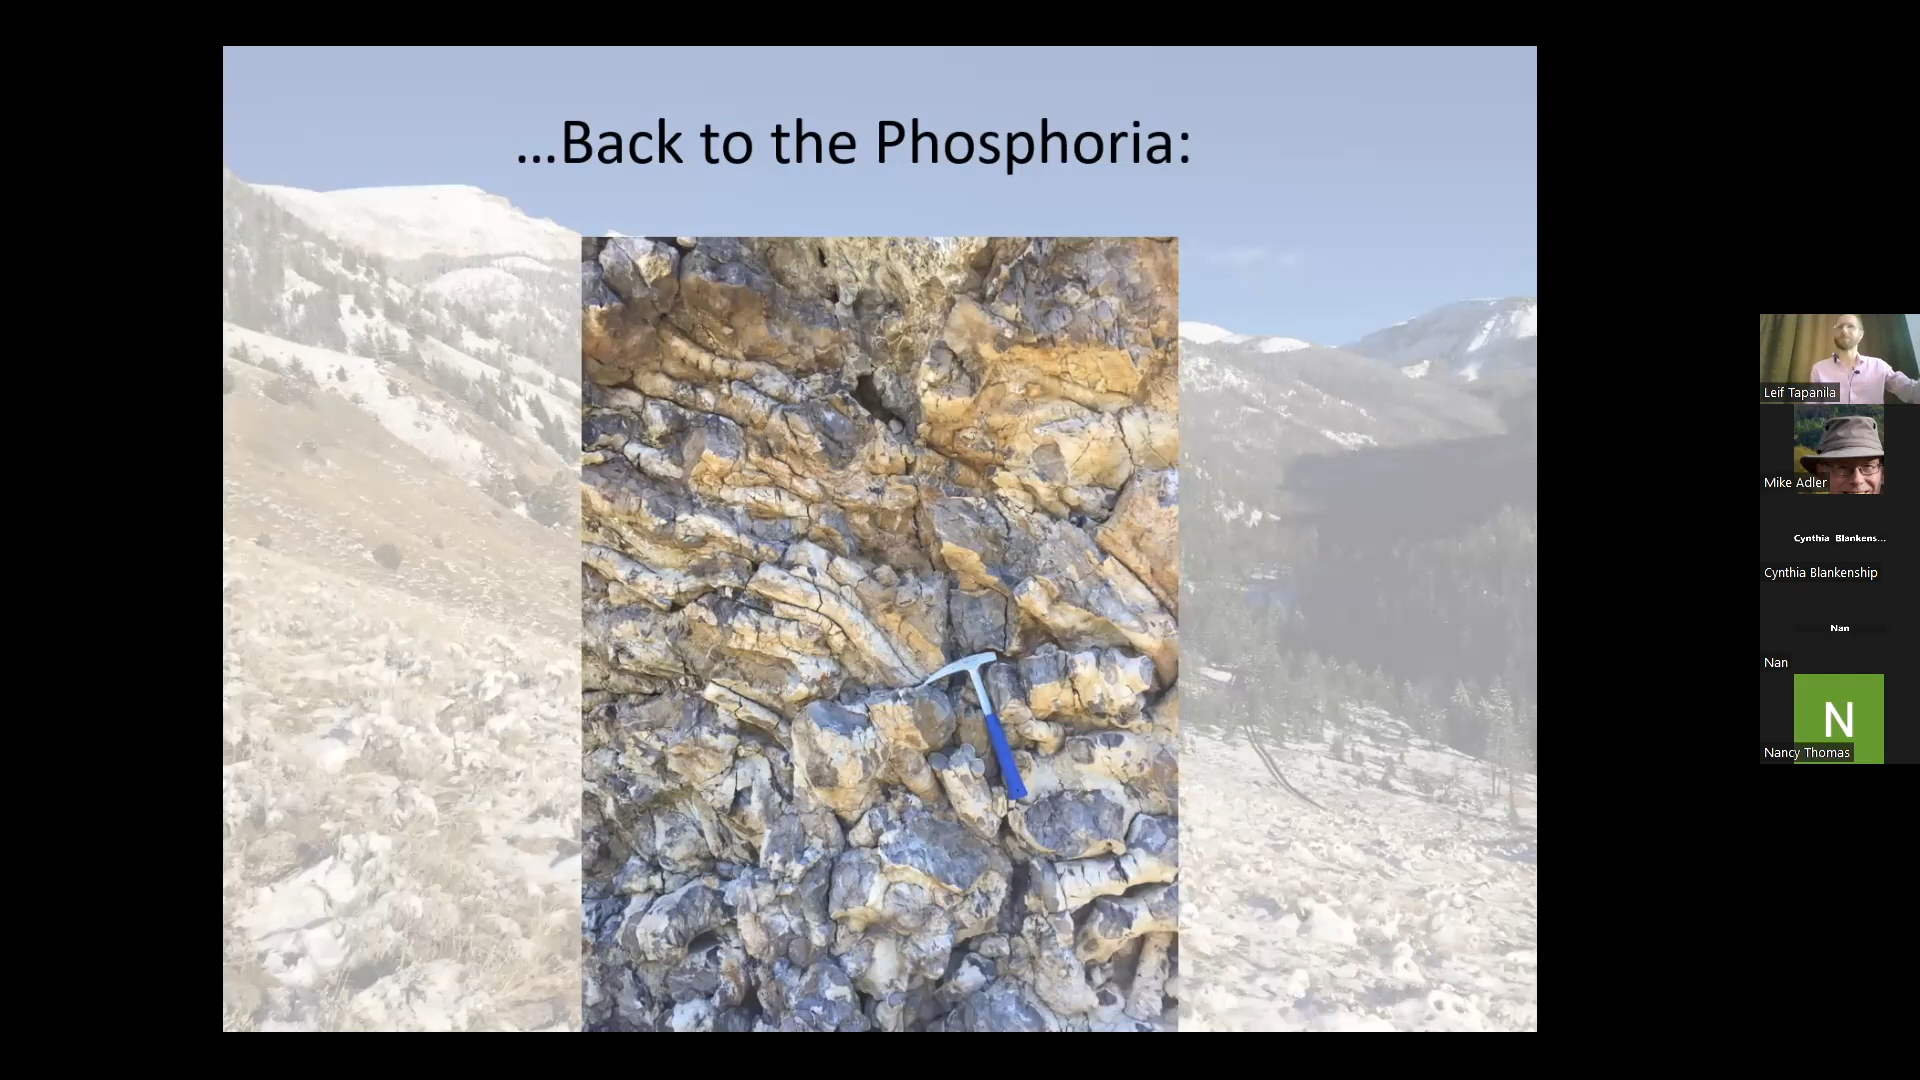 ...Back to the Phosphoria:
Leif Tapanila
Mike Adler
Cynthia Blankens...
Cynthia Blankenship
Nan
Nan
N
Nancy Thomas